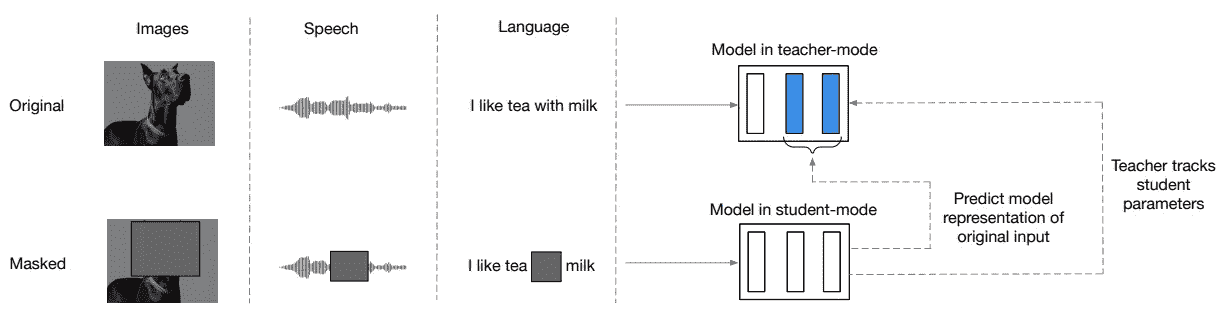 Images
Speech
Language
Model in teacher-mode
Original
I like tea with milk
Teacher tracks
student
parameters
Predict model
representation of
original input
Model in student-mode
Masked
I like tea milk